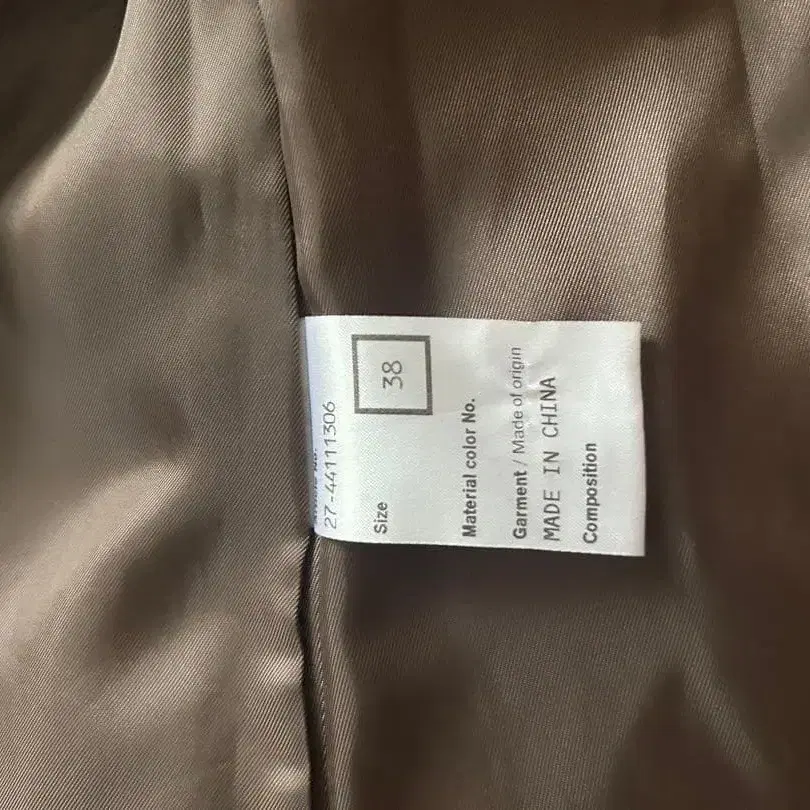 27-44111306
Size 38
Material color No.
Garment / Made of origin
MADE IN CHINA
Composition